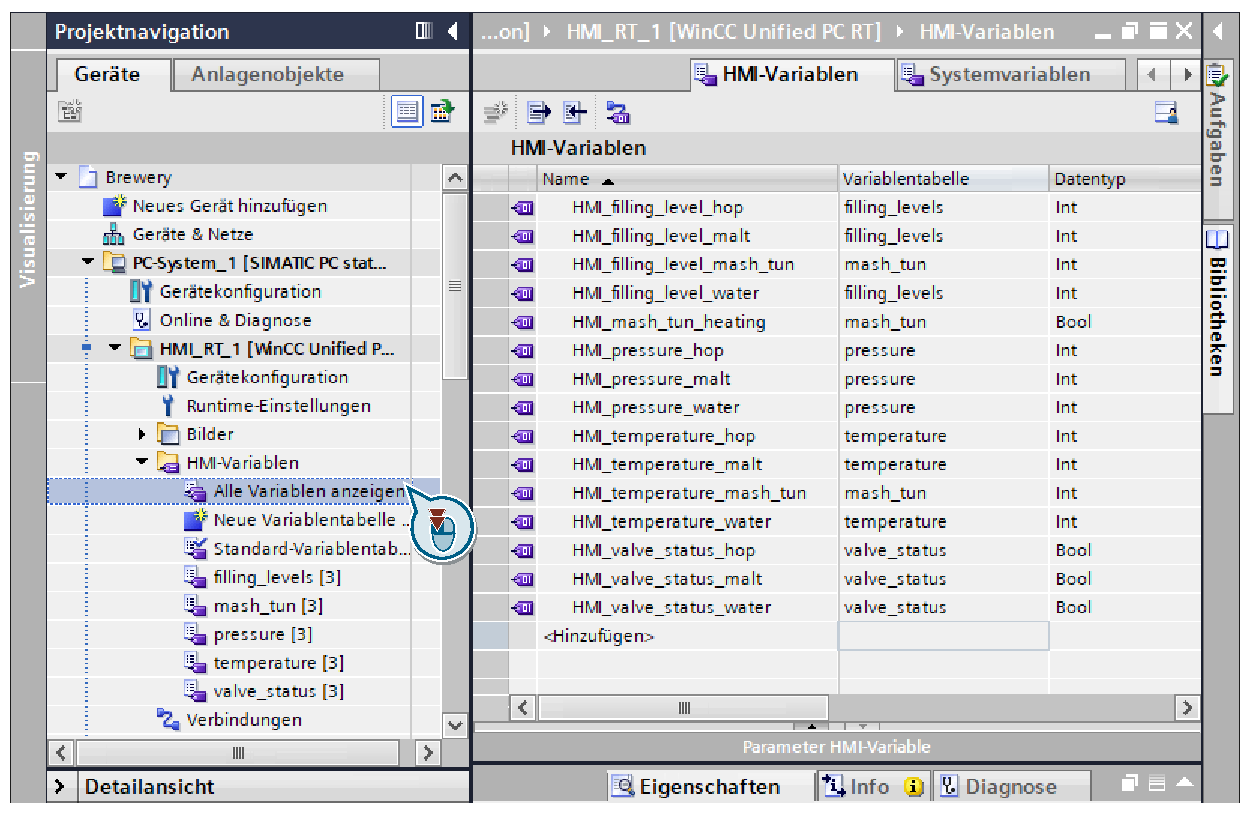 Projektnavigation
...on] HMI_RT_1 [WinCC Unified PC RT] HMI-Variablen
Geräte
Anlagenobjekte
HMI-Variablen
Systemvariablen
Aufgaben
Bibliotheken
Visualisierung
HMI-Variablen
Brewery
Neues Gerät hinzufügen
Geräte & Netze
PC-System_1 [SIMATIC PC stat...
Gerätekonfiguration
Online & Diagnose
HMI_RT_1 [WinCC Unified P...
Gerätekonfiguration
Runtime-Einstellungen
Bilder
HMI-Variablen
Alle Variablen anzeigen
Neue Variablentabelle ..
Standard-Variablentab...
filling_levels [3]
mash_tun [3]
pressure [3]
temperature [3]
valve_status [3]
Verbindungen
Detailansicht
Name Variablentabelle Datentyp
HMI_filling_level_hop filling_levels Int
HMI_filling_level_malt filling_levels Int
HMI_filling_level_mash_tun mash_tun Int
HMI_filling_level_water filling_levels Int
HMI_mash_tun_heating mash_tun Bool
HMI_pressure_hop pressure Int
HMI_pressure_malt pressure Int
HMI_pressure_water pressure Int
HMI_temperature_hop temperature Int
HMI_temperature_malt temperature Int
HMI_temperature_mash_tun mash_tun Int
HMI_temperature_water temperature Int
HMI_valve_status_hop valve_status Bool
HMI_valve_status_malt valve_status Bool
HMI_valve_status_water valve_status Bool
<Hinzufügen>
Parameter HMI-Variable
Eigenschaften
Info
Diagnose